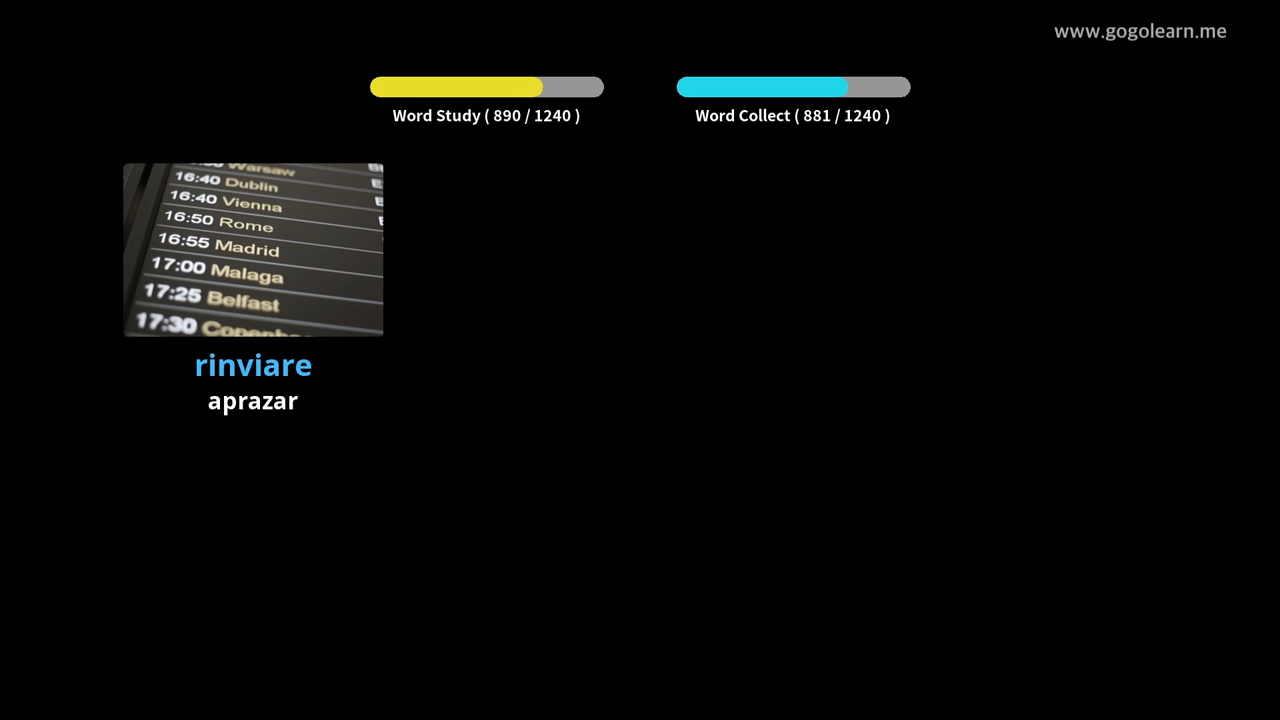 www.gogolearn.me
Word Study ( 890 / 1240 )
Word Collect ( 881 / 1240 )
Warsaw
16:40 Dublin
16:40 Vienna
16:50 Rome
16:55 Madrid
17:00 Malaga
17:25 Belfast
17:30
rinviare
aprazar